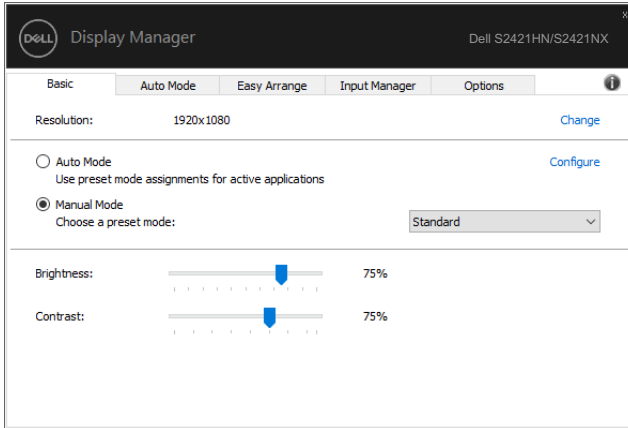 DELL Display Manager Dell S2421HN/S2421NX x
Basic Auto Mode Easy Arrange Input Manager Options i
Resolution: 1920x1080 Change
Auto Mode Configure
Use preset mode assignments for active applications
Manual Mode
Choose a preset mode: Standard
Brightness: 75%
Contrast: 75%